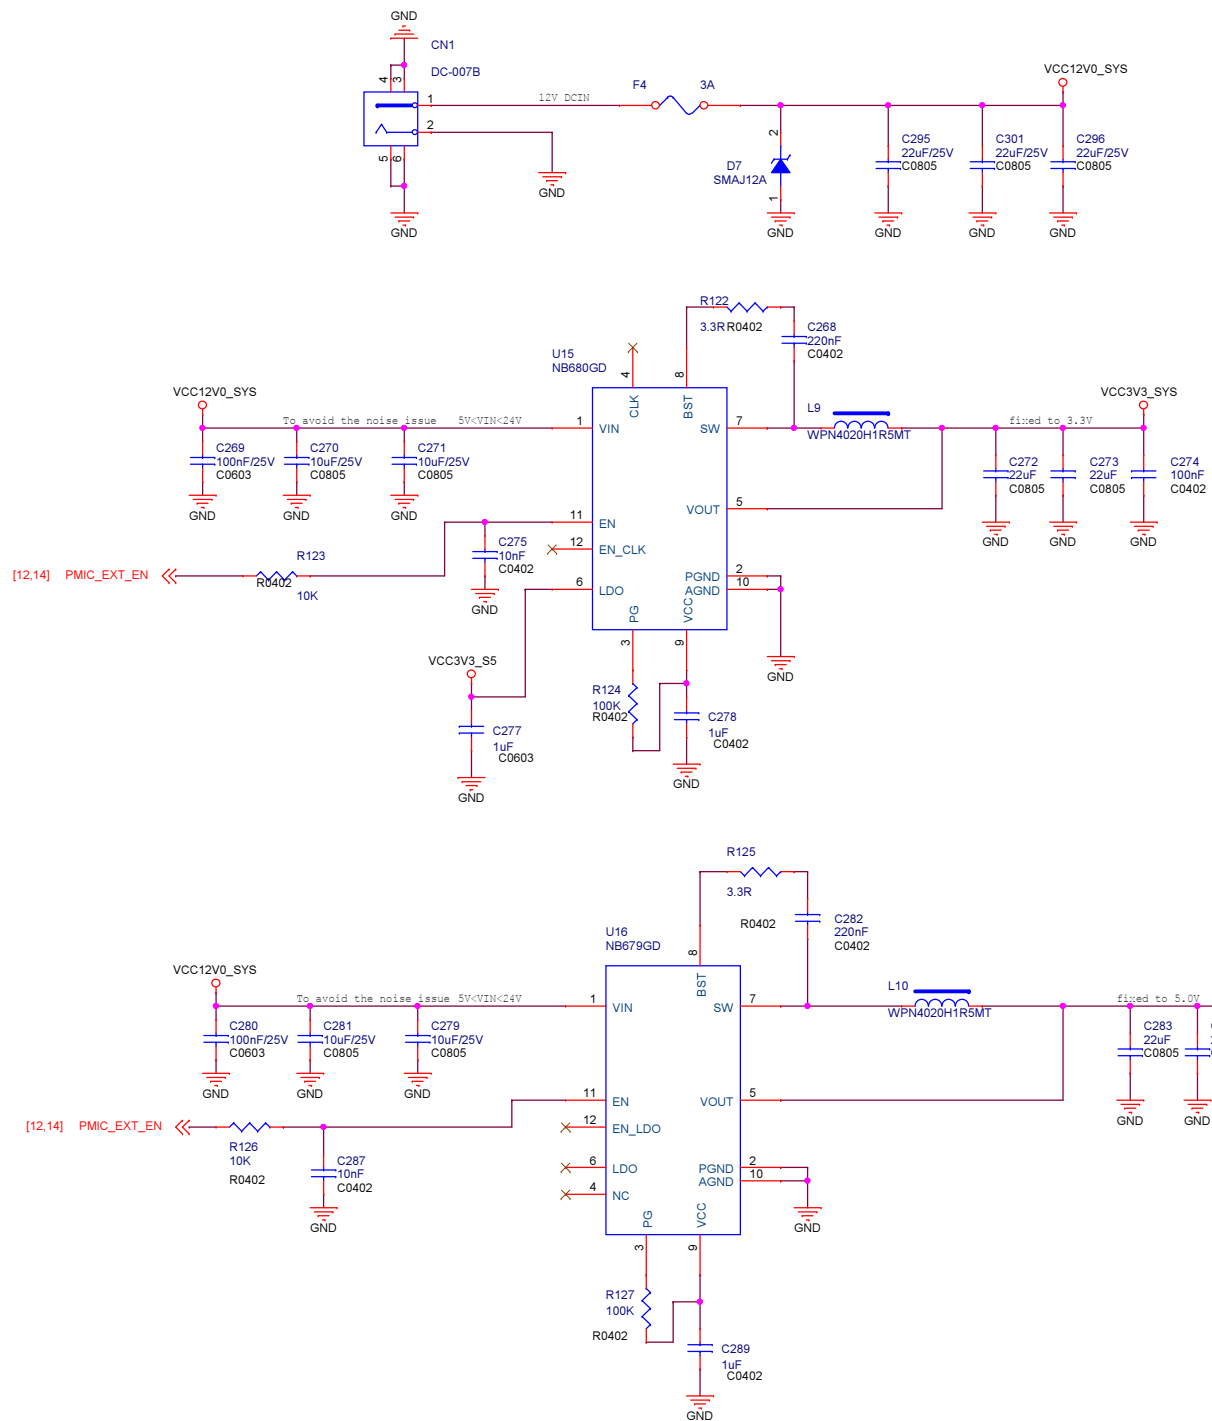 GND
CN1
DC-007B
4
3
1
2
5
6
GND
12V DCIN
GND
F4
3A
VCC12V0_SYS
2
D7
SMAJ12A
1
GND
C295
22uF/25V
C0805
GND
C301
22uF/25V
C0805
GND
C296
22uF/25V
C0805
GND
R122
3.3R
R0402
C268
220nF
C0402
U15
NB680GD
4
8
CLK
BST
VCC12V0_SYS
To avoid the noise issue
5V<VIN<24V
1
VIN
SW
7
L9
WPN4020H1R5MT
VCC3V3_SYS
fixed to 3.3V
C269
100nF/25V
C0603
GND
C270
10uF/25V
C0805
GND
C271
10uF/25V
C0805
GND
C272
22uF
C0805
GND
C273
22uF
C0805
GND
C274
100nF
C0402
GND
VOUT
5
11
EN
12
EN_CLK
6
LDO
C275
10nF
C0402
GND
[12,14]
PMIC_EXT_EN
R123
R0402
10K
PGND
2
AGND
10
GND
PG
VCC
3
9
VCC3V3_S5
C277
1uF
C0603
GND
R124
100K
R0402
C278
1uF
C0402
GND
R125
3.3R
R0402
C282
220nF
C0402
U16
NB679GD
8
BST
VCC12V0_SYS
To avoid the noise issue
5V<VIN<24V
1
VIN
SW
7
L10
WPN4020H1R5MT
fixed to 5.0V
C280
100nF/25V
C0603
GND
C281
10uF/25V
C0805
GND
C279
10uF/25V
C0805
GND
C283
22uF
C0805
GND
GND
11
EN
VOUT
5
12
EN_LDO
6
LDO
4
NC
[12,14]
PMIC_EXT_EN
R126
10K
R0402
C287
10nF
C0402
GND
PGND
2
AGND
10
GND
PG
VCC
3
9
R127
100K
R0402
C289
1uF
C0402
GND